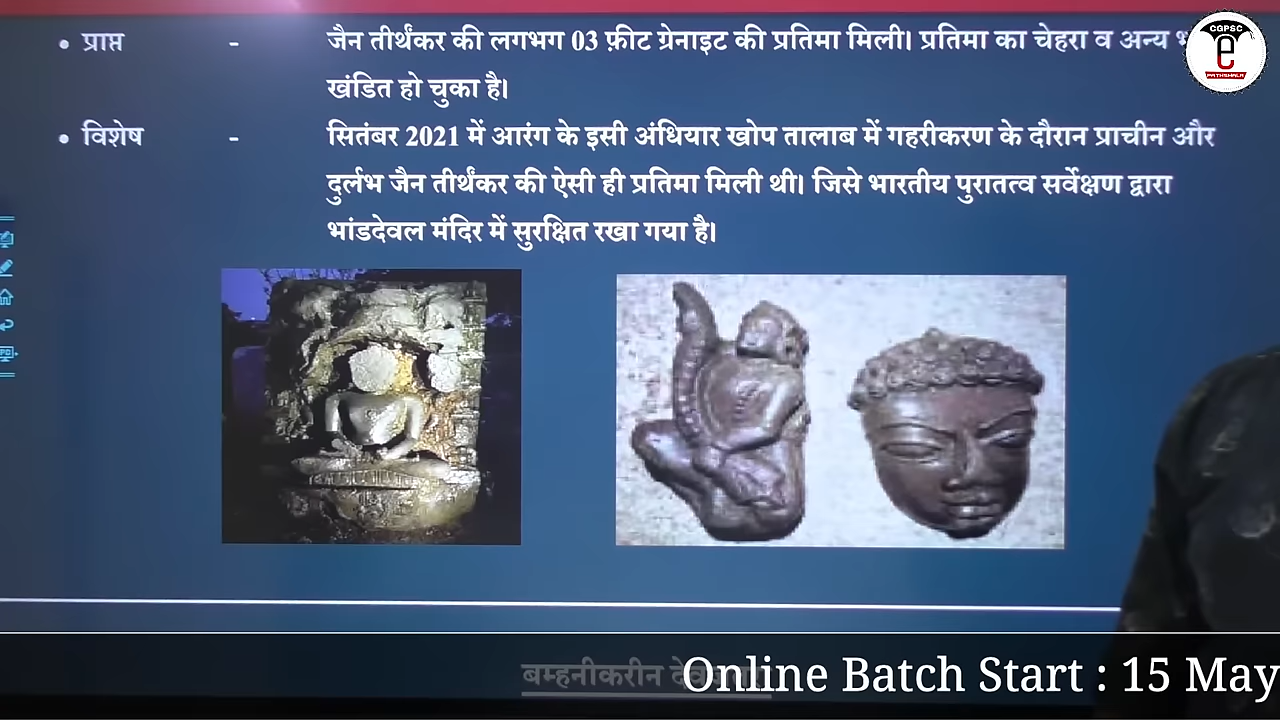 • प्राप्त - जैन तीर्थंकर की लगभग 03 फ़ीट ग्रेनाइट की प्रतिमा मिली। प्रतिमा का चेहरा व अन्य
खंडित हो चुका है।
• विशेष - सितंबर 2021 में आरंग के इसी अंधियार खोप तालाब में गहरीकरण के दौरान प्राचीन और
दुर्लभ जैन तीर्थंकर की ऐसी ही प्रतिमा मिली थी। जिसे भारतीय पुरातत्व सर्वेक्षण द्वारा
भांडदेवल मंदिर में सुरक्षित रखा गया है।
CGPSC
e
PATHSHALA
बम्हनीकरीन
Online Batch Start : 15 May